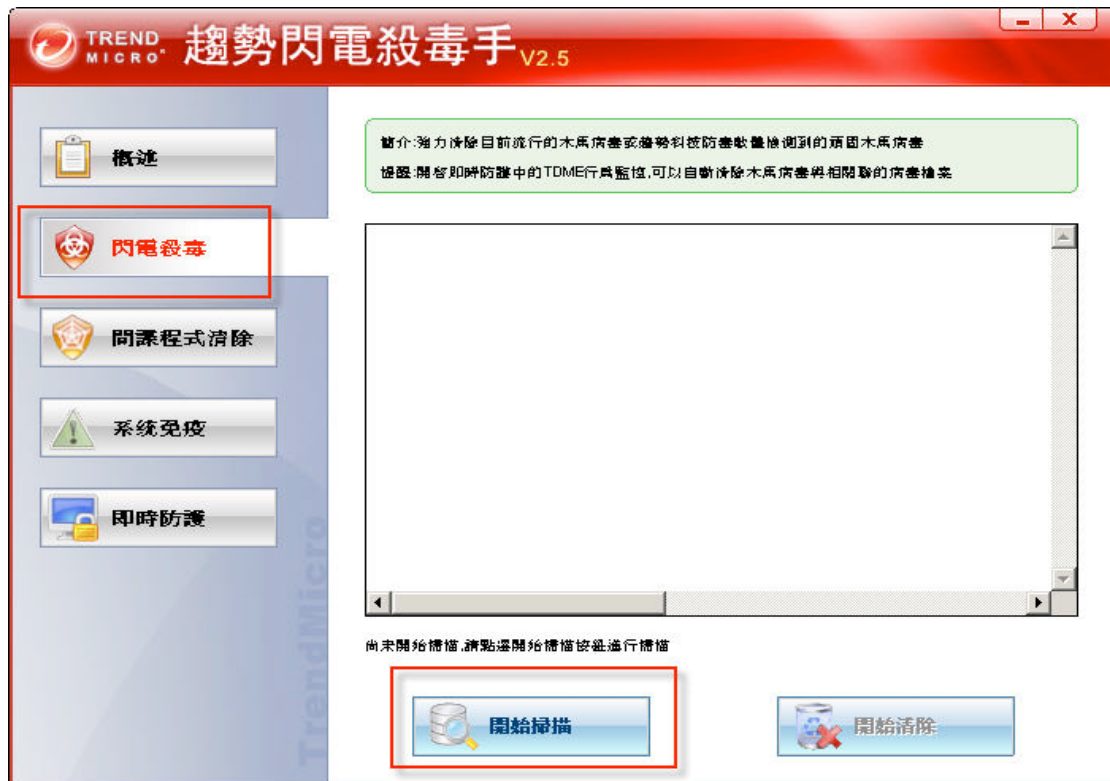 TREND MICRO 趨勢閃電殺毒手 V2.5
概述
閃電殺毒
間諜程式清除
系統免疫
即時防護
TrendMicro
簡介:強力清除目前流行的木馬病毒或趨勢科技防毒軟體檢測到的頑固木馬病毒
提醒:開啓即時防護中的TDME行爲監控,可以自動清除木馬病毒與相關聯的病毒檔案
尚未開始掃描,請點選開始掃描按鈕進行掃描
開始掃描
開始清除